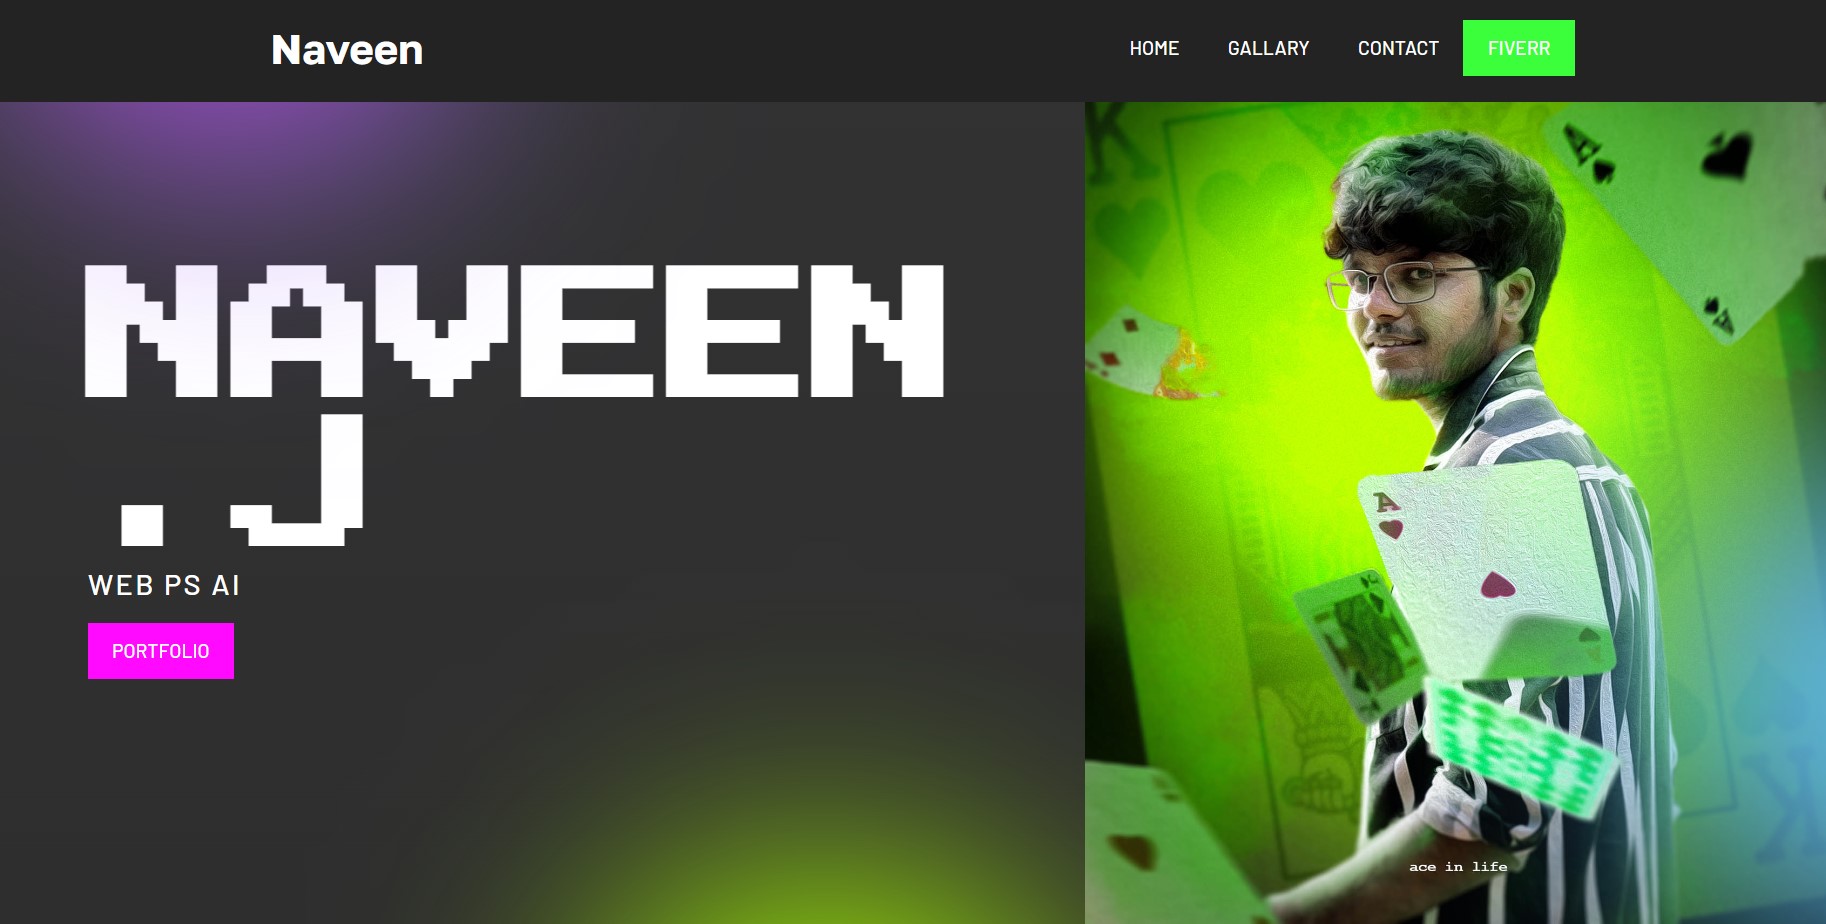 Naveen
HOME GALLARY CONTACT FIVERR
NAVEEN
. J
WEB PS AI
PORTFOLIO
K
A
A
A
K
ace in life